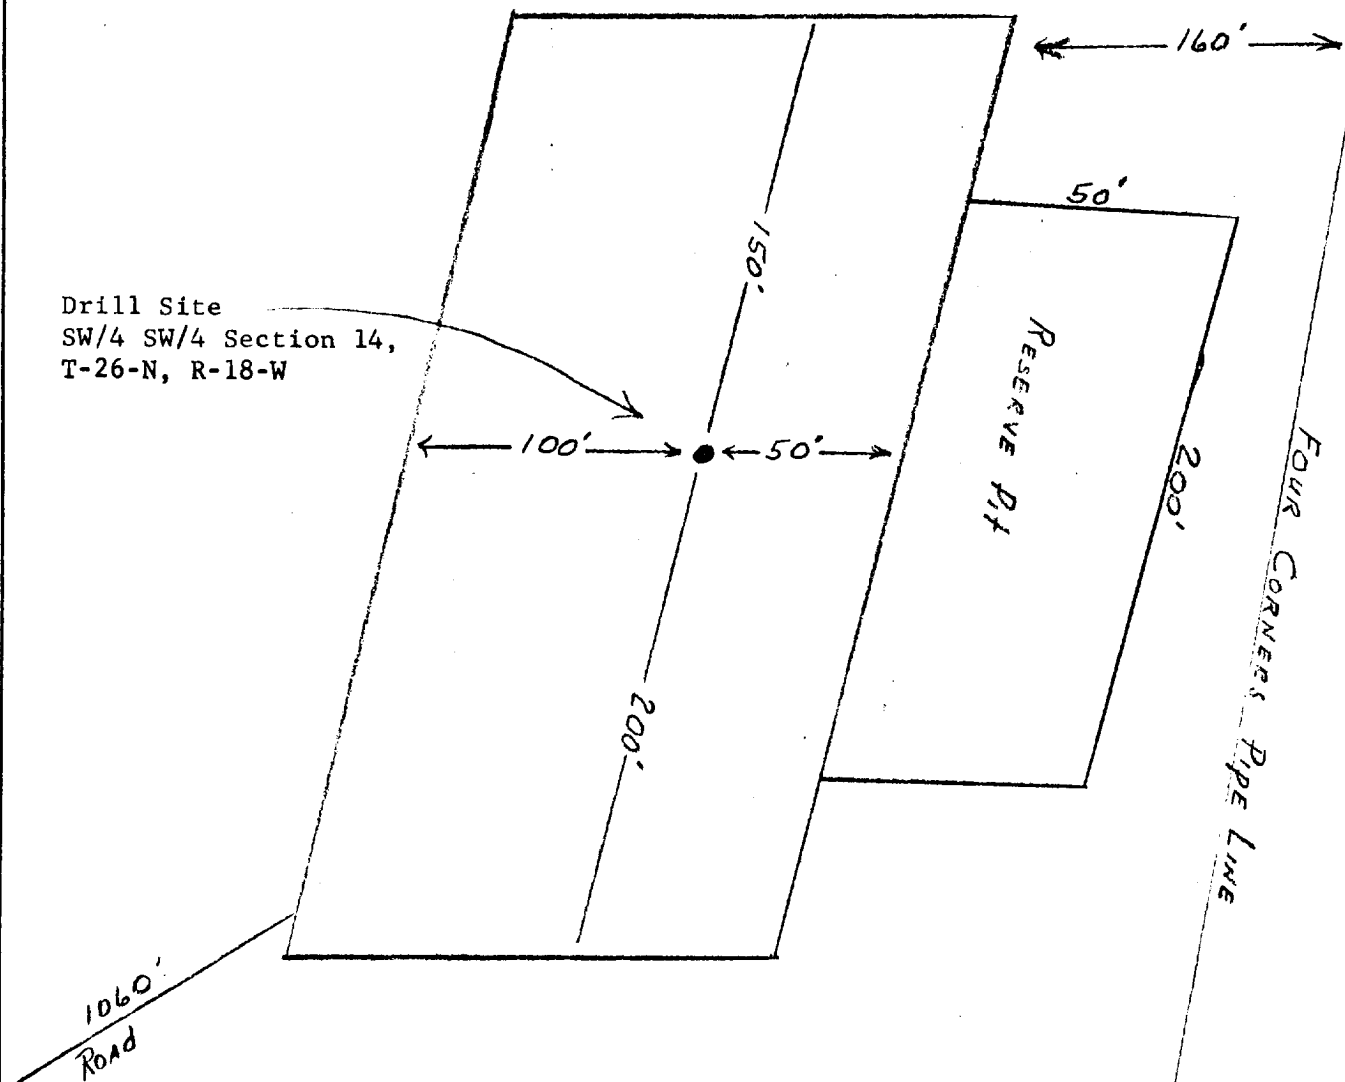 160'
50'
150'
Drill Site
SW/4 SW/4 Section 14,
T-26-N, R-18-W
RESERVE Pit
100'
50'
200'
FOUR CORNERS PIPE LINE
200'
1060'
ROAD